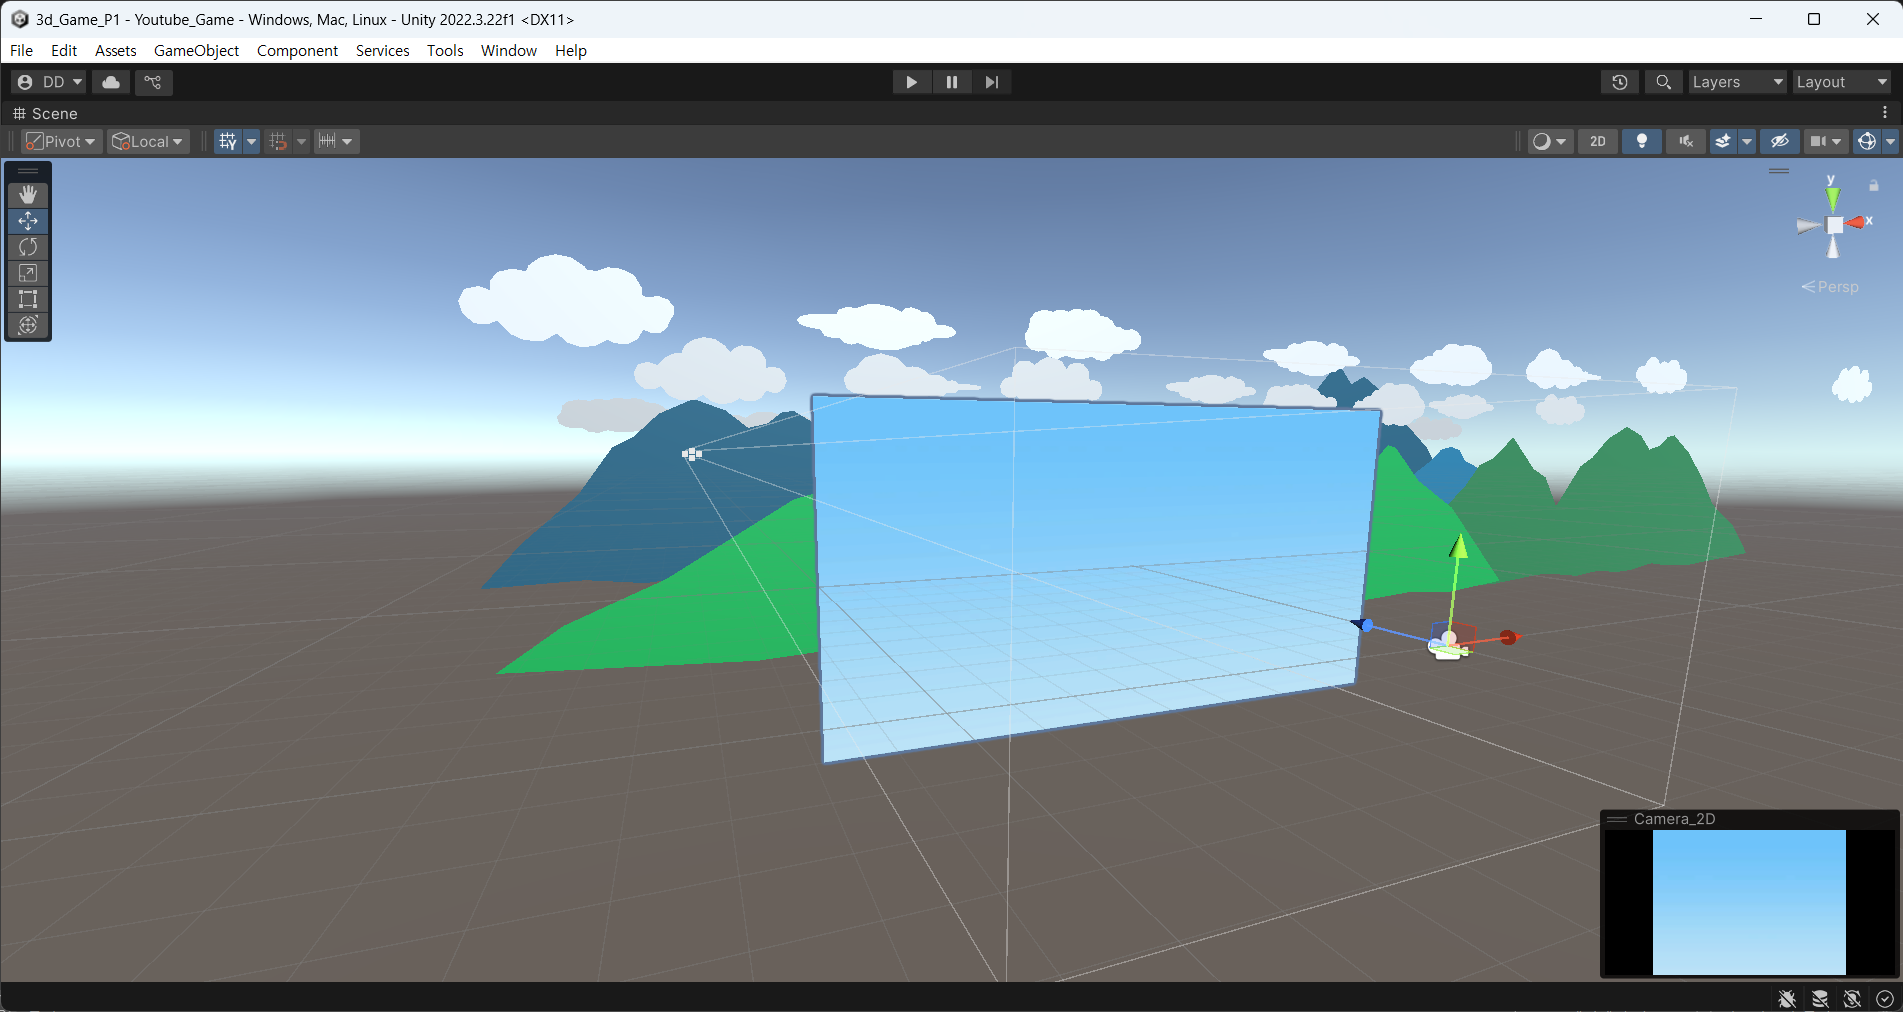 3d_Game_P1 - Youtube_Game - Windows, Mac, Linux - Unity 2022.3.22f1 <DX11>
File Edit Assets GameObject Component Services Tools Window Help
DD Layers Layout
Scene
Pivot Local 2D
y
x
Persp
Camera_2D